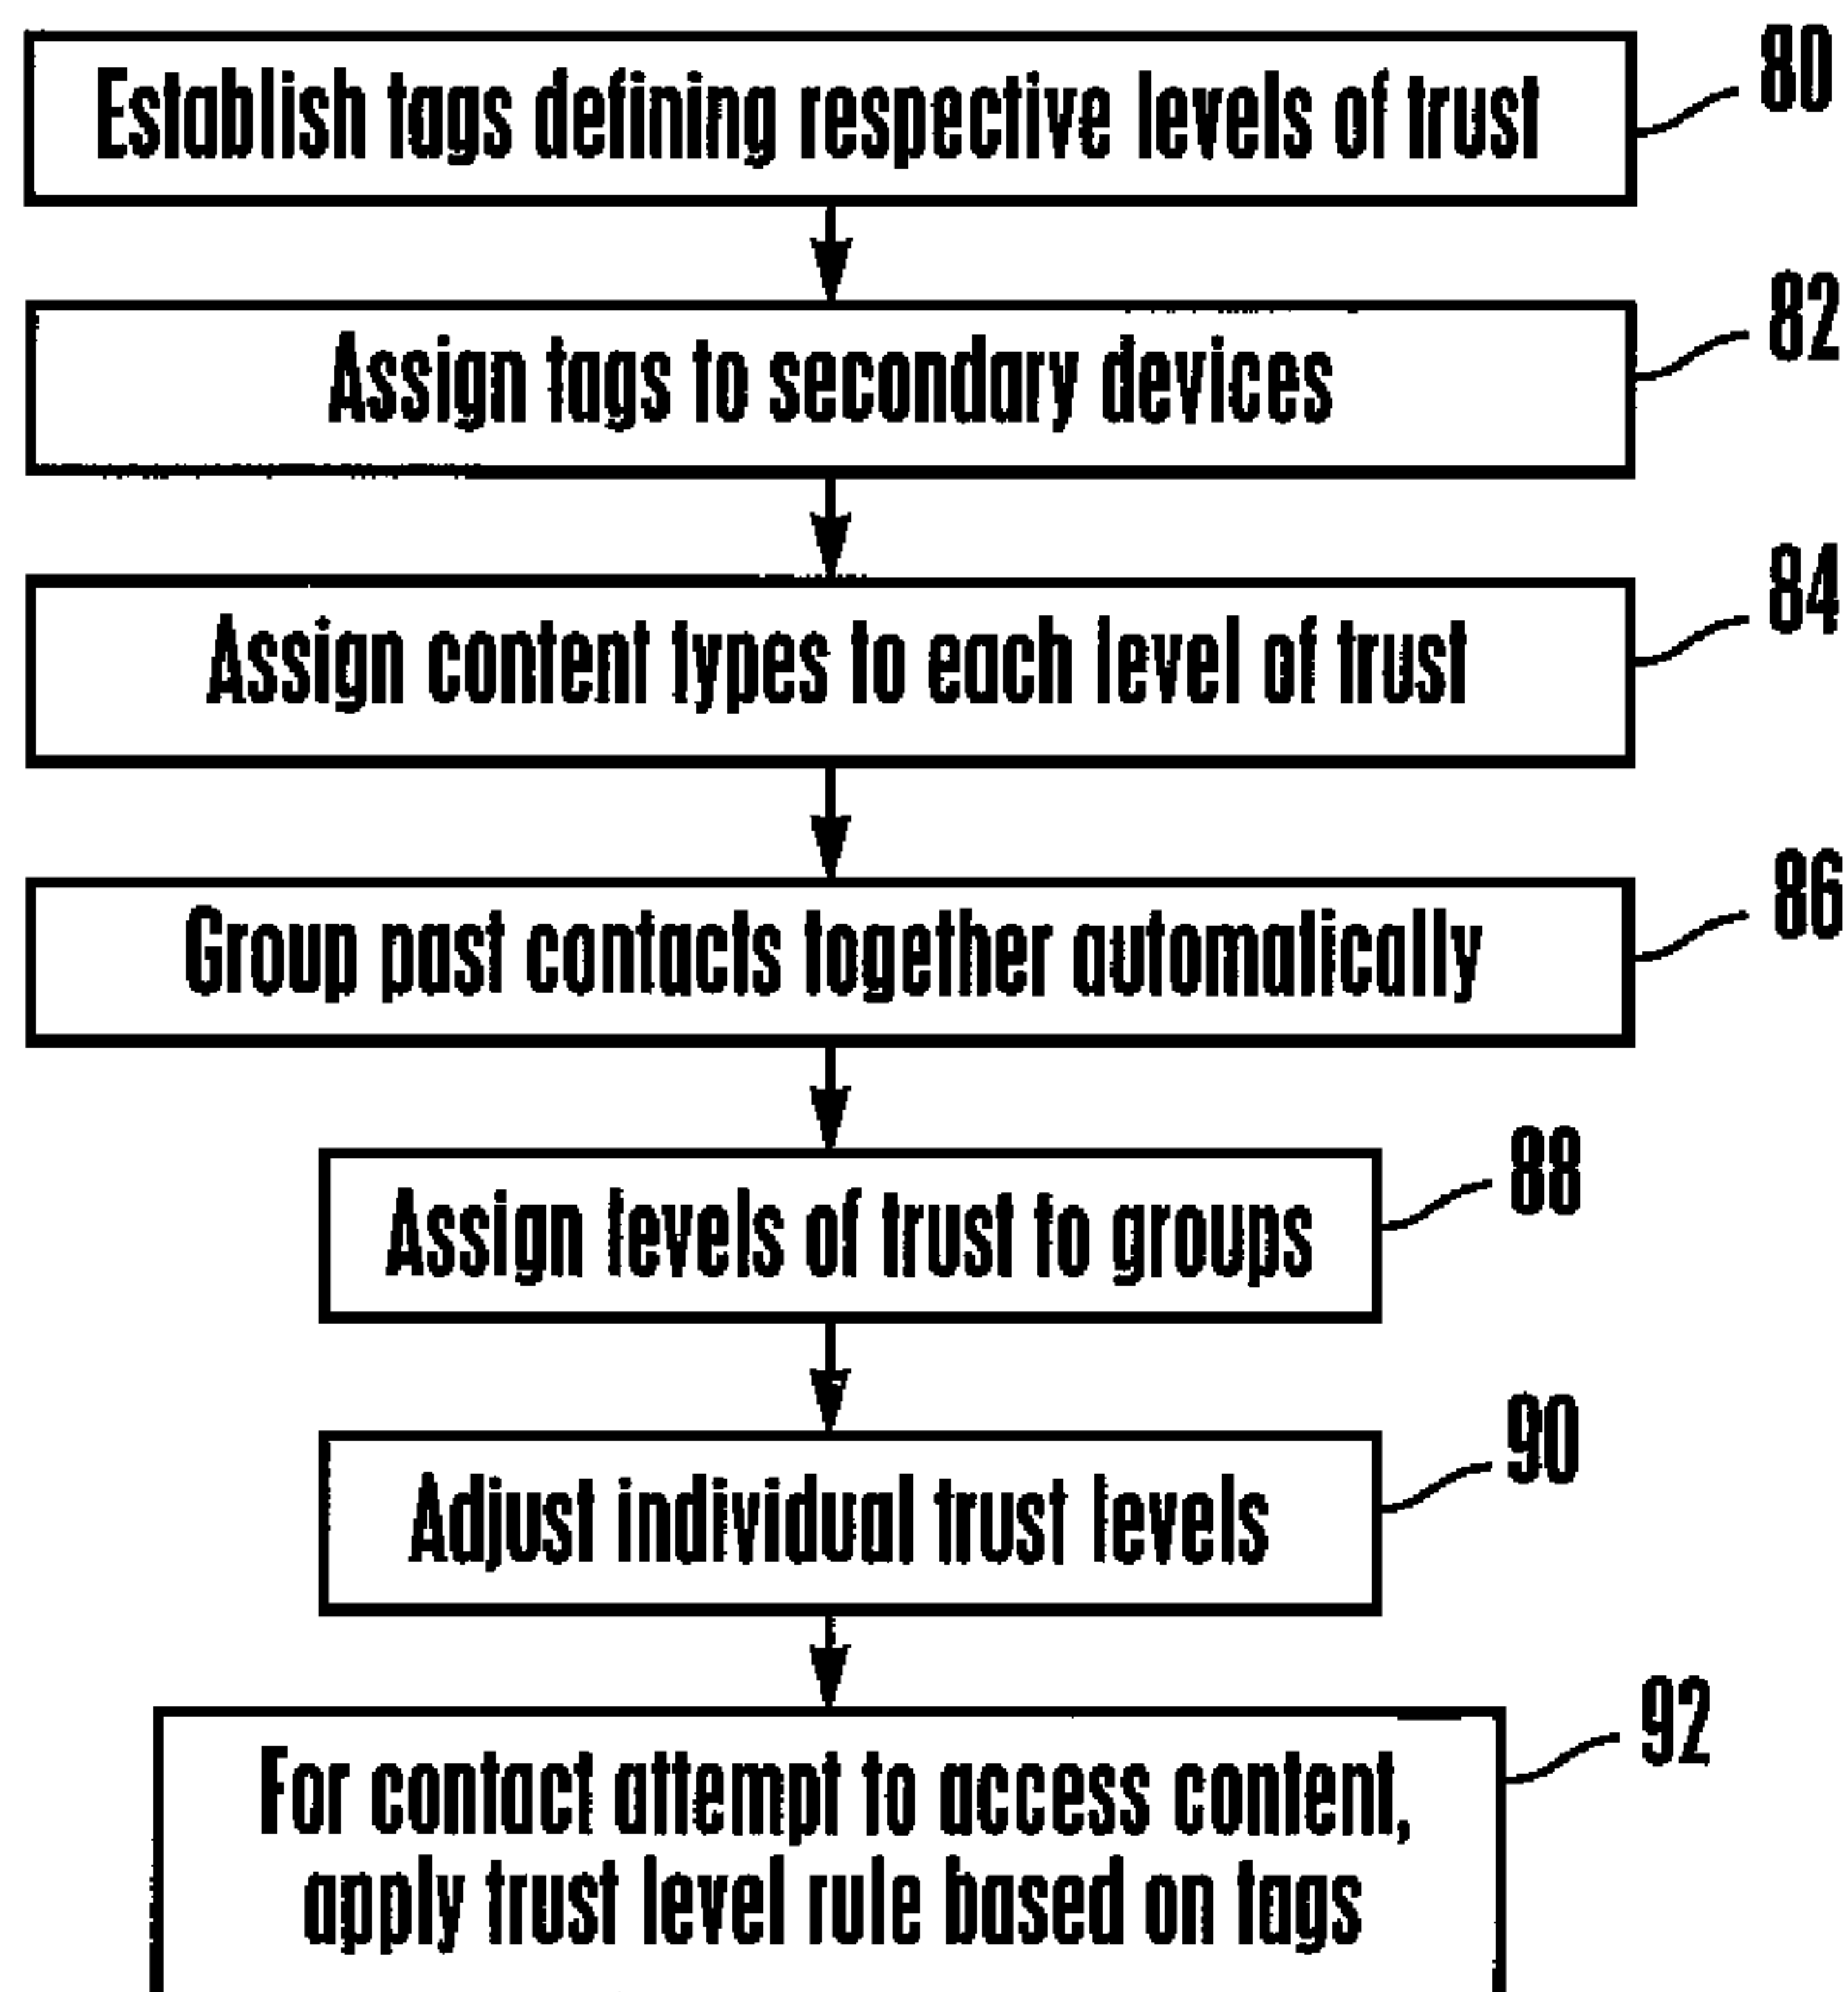 Establish tags defining respective levels of trust
80
Assign tags to secondary devices
82
Assign content types to each level of trust
84
Group past contacts together automatically
86
Assign levels of trust to groups
88
Adjust individual trust levels
90
For contact attempt to access content,
apply trust level rule based on tags
92